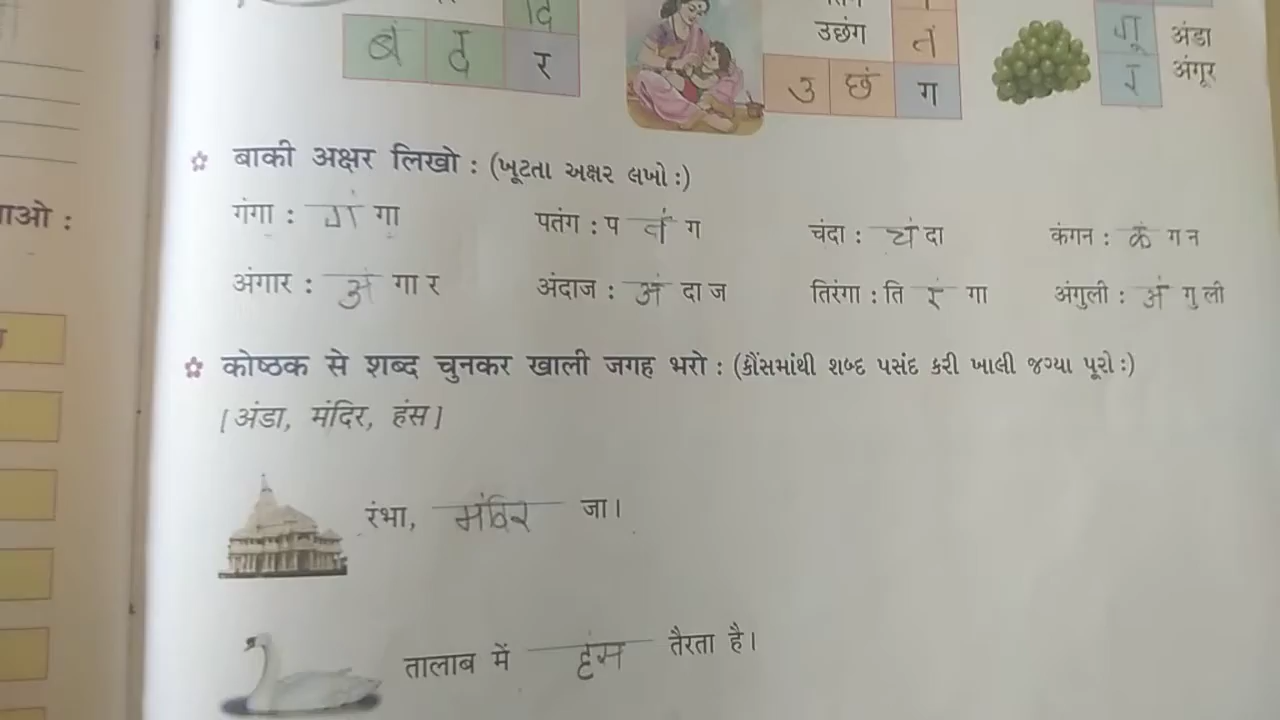 दि
बं दे र
उछंग
तं
उ छं ग
गू
र
अंडा
अंगूर
बाकी अक्षर लिखो : (ખૂટતા અક્ષર લખો :)
गंगा : गं गा पतंग : प तं ग चंदा : चं दा कंगन : कं ग न
अंगार : अं गा र अंदाज : अं दा ज तिरंगा : ति रं गा अंगुली : अं गु ली
कोष्ठक से शब्द चुनकर खाली जगह भरो : (કૌંસમાંથી શબ્દ પસંદ કરી ખાલી જગ્યા પૂરો :)
[अंडा, मंदिर, हंस]
रंभा, मंदिर जा।
तालाब में हंस तैरता है।